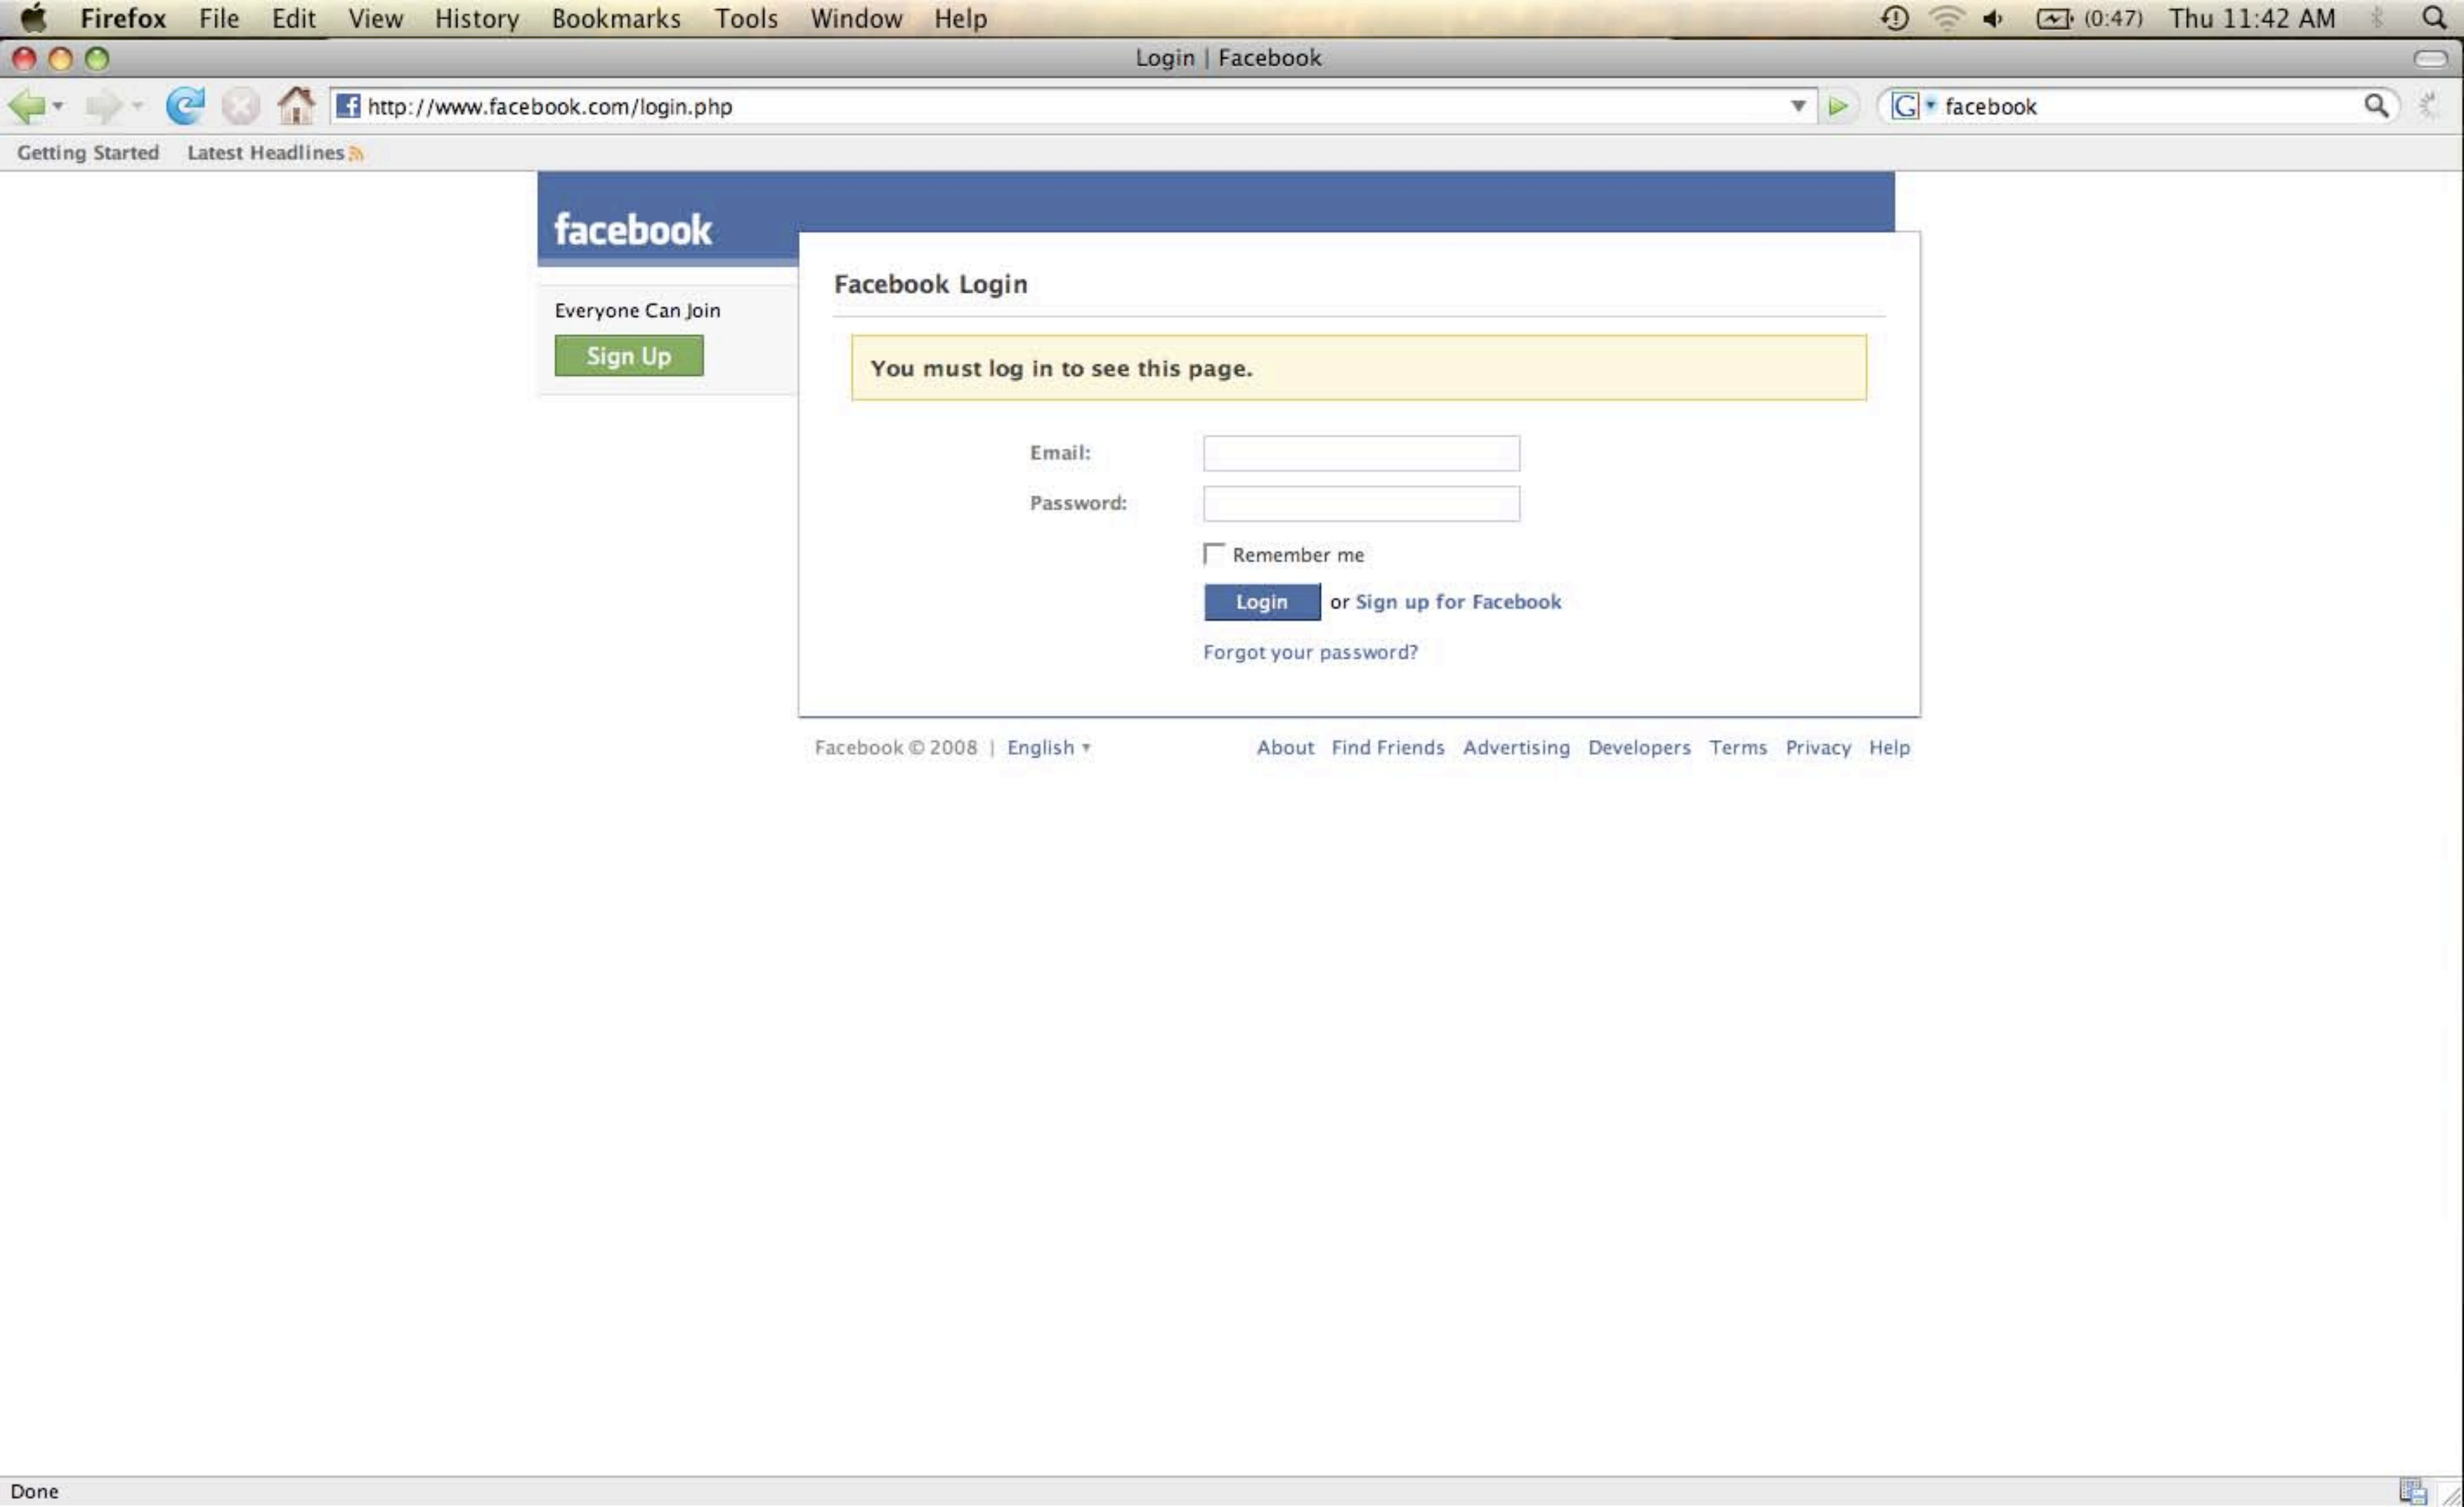 Firefox File Edit View History Bookmarks Tools Window Help (0:47) Thu 11:42 AM
Login | Facebook
http://www.facebook.com/login.php G facebook
Getting Started Latest Headlines
facebook
Everyone Can Join
Sign Up
Facebook Login
You must log in to see this page.
Email:
Password:
Remember me
Login or Sign up for Facebook
Forgot your password?
Facebook © 2008 | English About Find Friends Advertising Developers Terms Privacy Help
Done